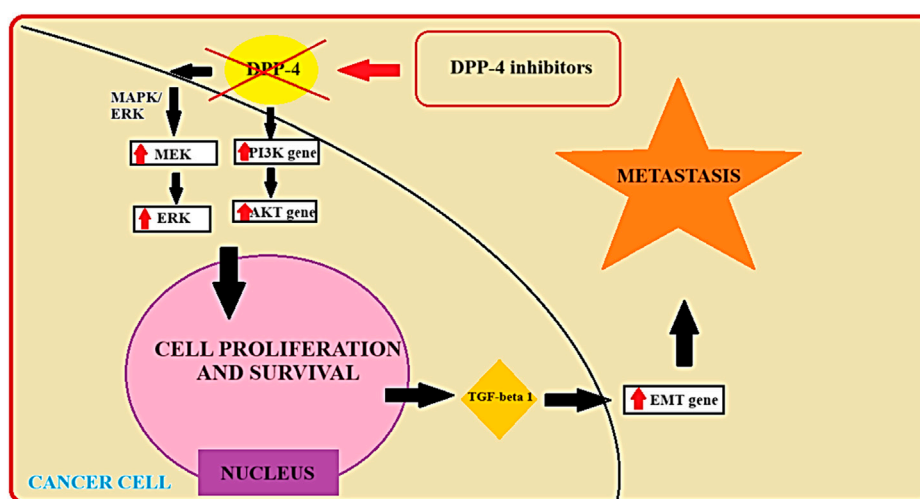 DPP-4
DPP-4 inhibitors
MAPK/
ERK
MEK
PI3K gene
ERK
AKT gene
METASTASIS
CELL PROLIFERATION
AND SURVIVAL
TGF-beta 1
EMT gene
NUCLEUS
CANCER CELL